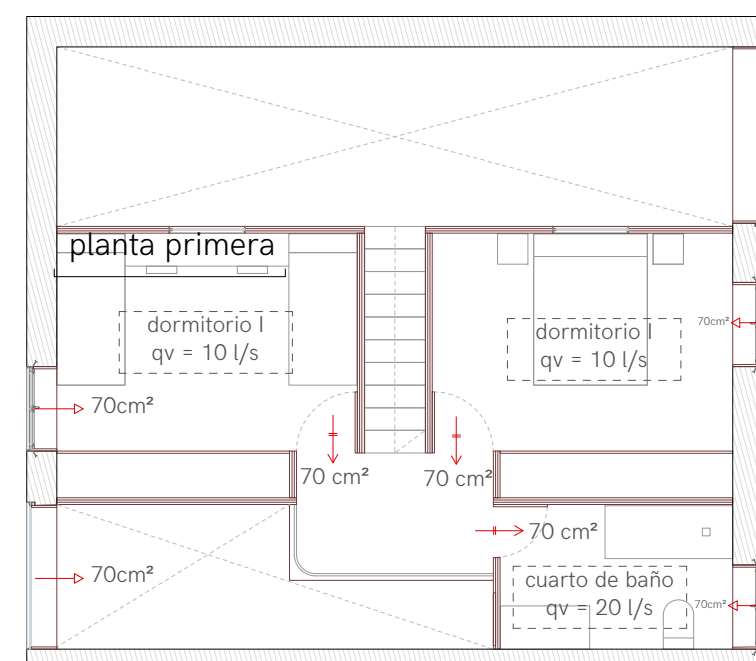 planta primera
dormitorio I
qv = 10 l/s
dormitorio I
qv = 10 l/s
70cm²
70cm²
70 cm²
70 cm²
70 cm²
70cm²
cuarto de baño
qv = 20 l/s
70cm²